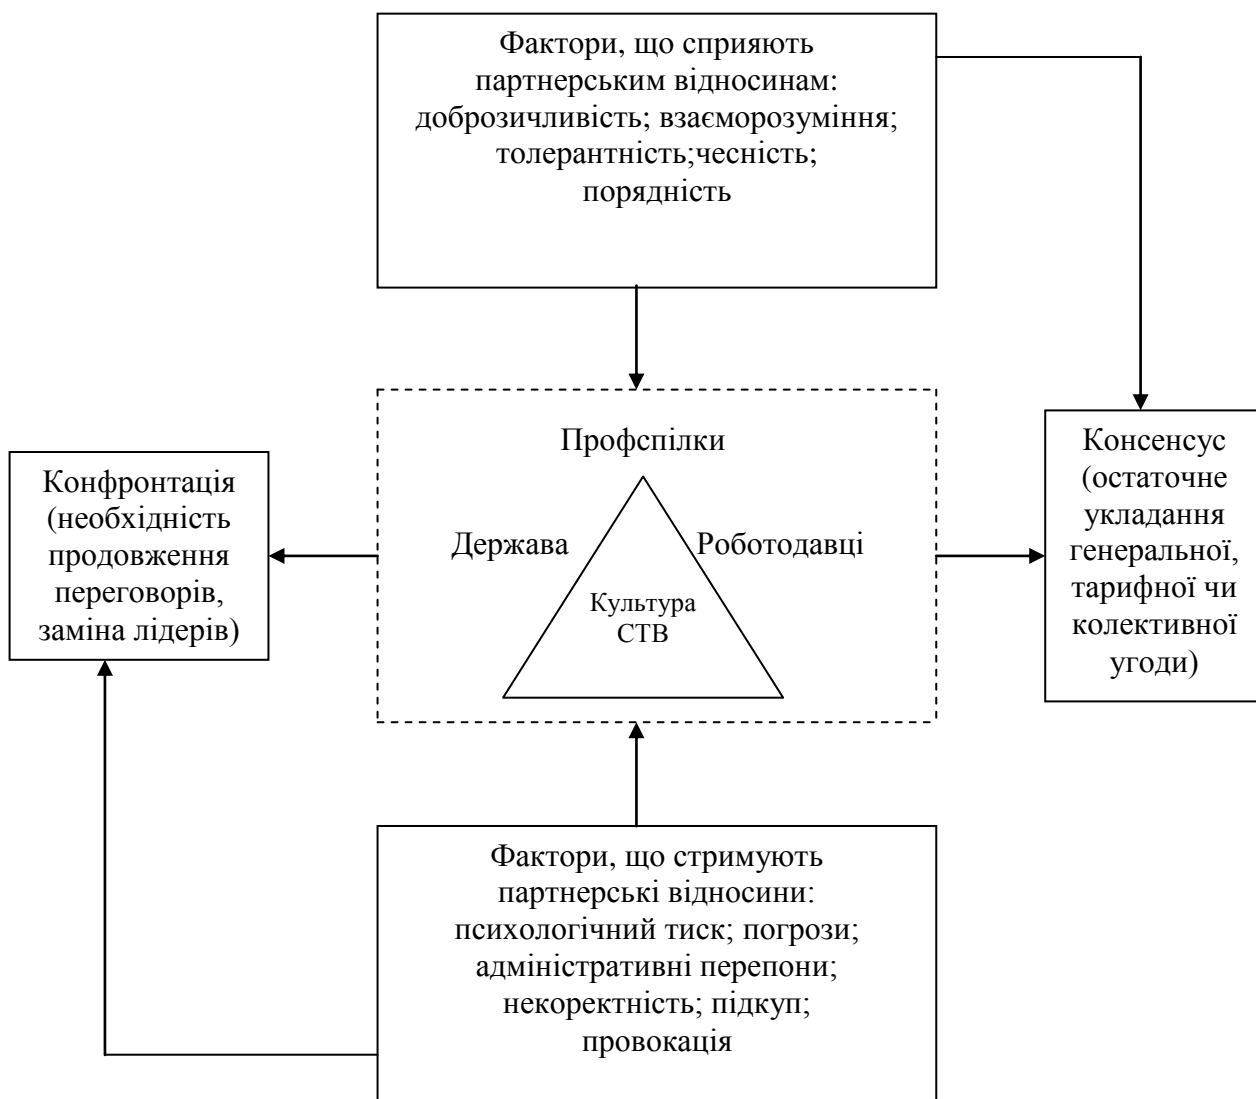 Фактори, що сприяють
партнерським відносинам:
доброзичливість; взаєморозуміння;
толерантність;чесність;
порядність
Профспілки
Держава
Роботодавці
Культура
СТВ
Конфронтація
(необхідність
продовження
переговорів,
заміна лідерів)
Консенсус
(остаточне
укладання
генеральної,
тарифної чи
колективної
угоди)
Фактори, що стримують
партнерські відносини:
психологічний тиск; погрози;
адміністративні перепони;
некоректність; підкуп;
провокація